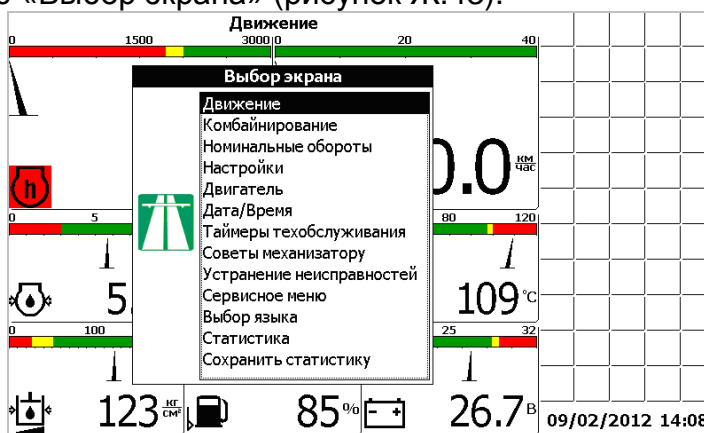 «Выбор экрана» (рисунок Ж.
Движение
0 1500 3000 0 20 40
Выбор экрана
Движение
Комбайнирование
Номинальные обороты
Настройки
Двигатель
Дата/Время
Таймеры техобслуживания
Советы механизатору
Устранение неисправностей
Сервисное меню
Выбор языка
Статистика
Сохранить статистику
0.0 км/час
h
0 5 80 120
5. 109 °C
0 100 25 32
123 кг/см² 85 % - + 26.7 В
09/02/2012 14:08